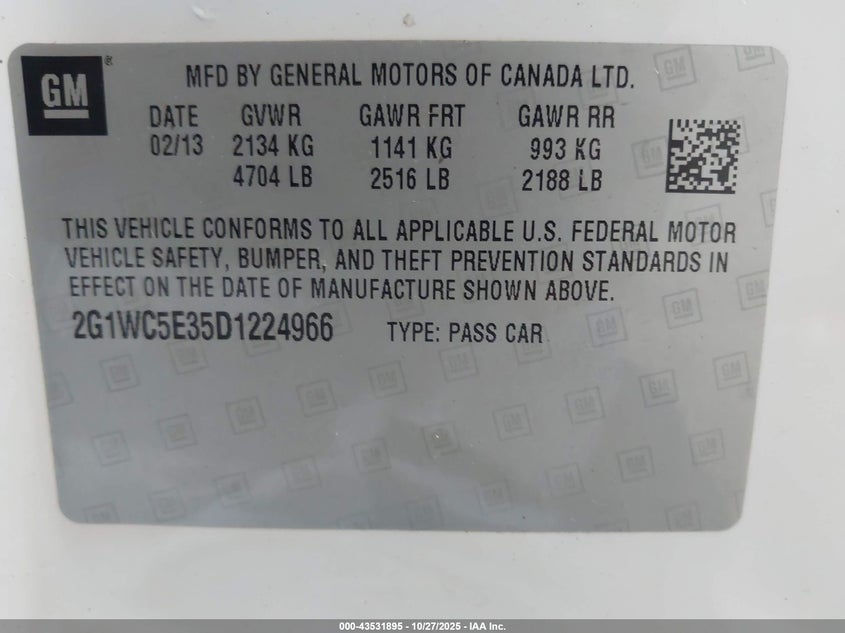 GM
MFD BY GENERAL MOTORS OF CANADA LTD.
DATE GVWR GAWR FRT GAWR RR
02/13 2134 KG 1141 KG 993 KG
4704 LB 2516 LB 2188 LB
THIS VEHICLE CONFORMS TO ALL APPLICABLE U.S. FEDERAL MOTOR
VEHICLE SAFETY, BUMPER, AND THEFT PREVENTION STANDARDS IN
EFFECT ON THE DATE OF MANUFACTURE SHOWN ABOVE.
2G1WC5E35D1224966 TYPE: PASS CAR
000-43531895 - 10/27/2025 - IAA Inc.